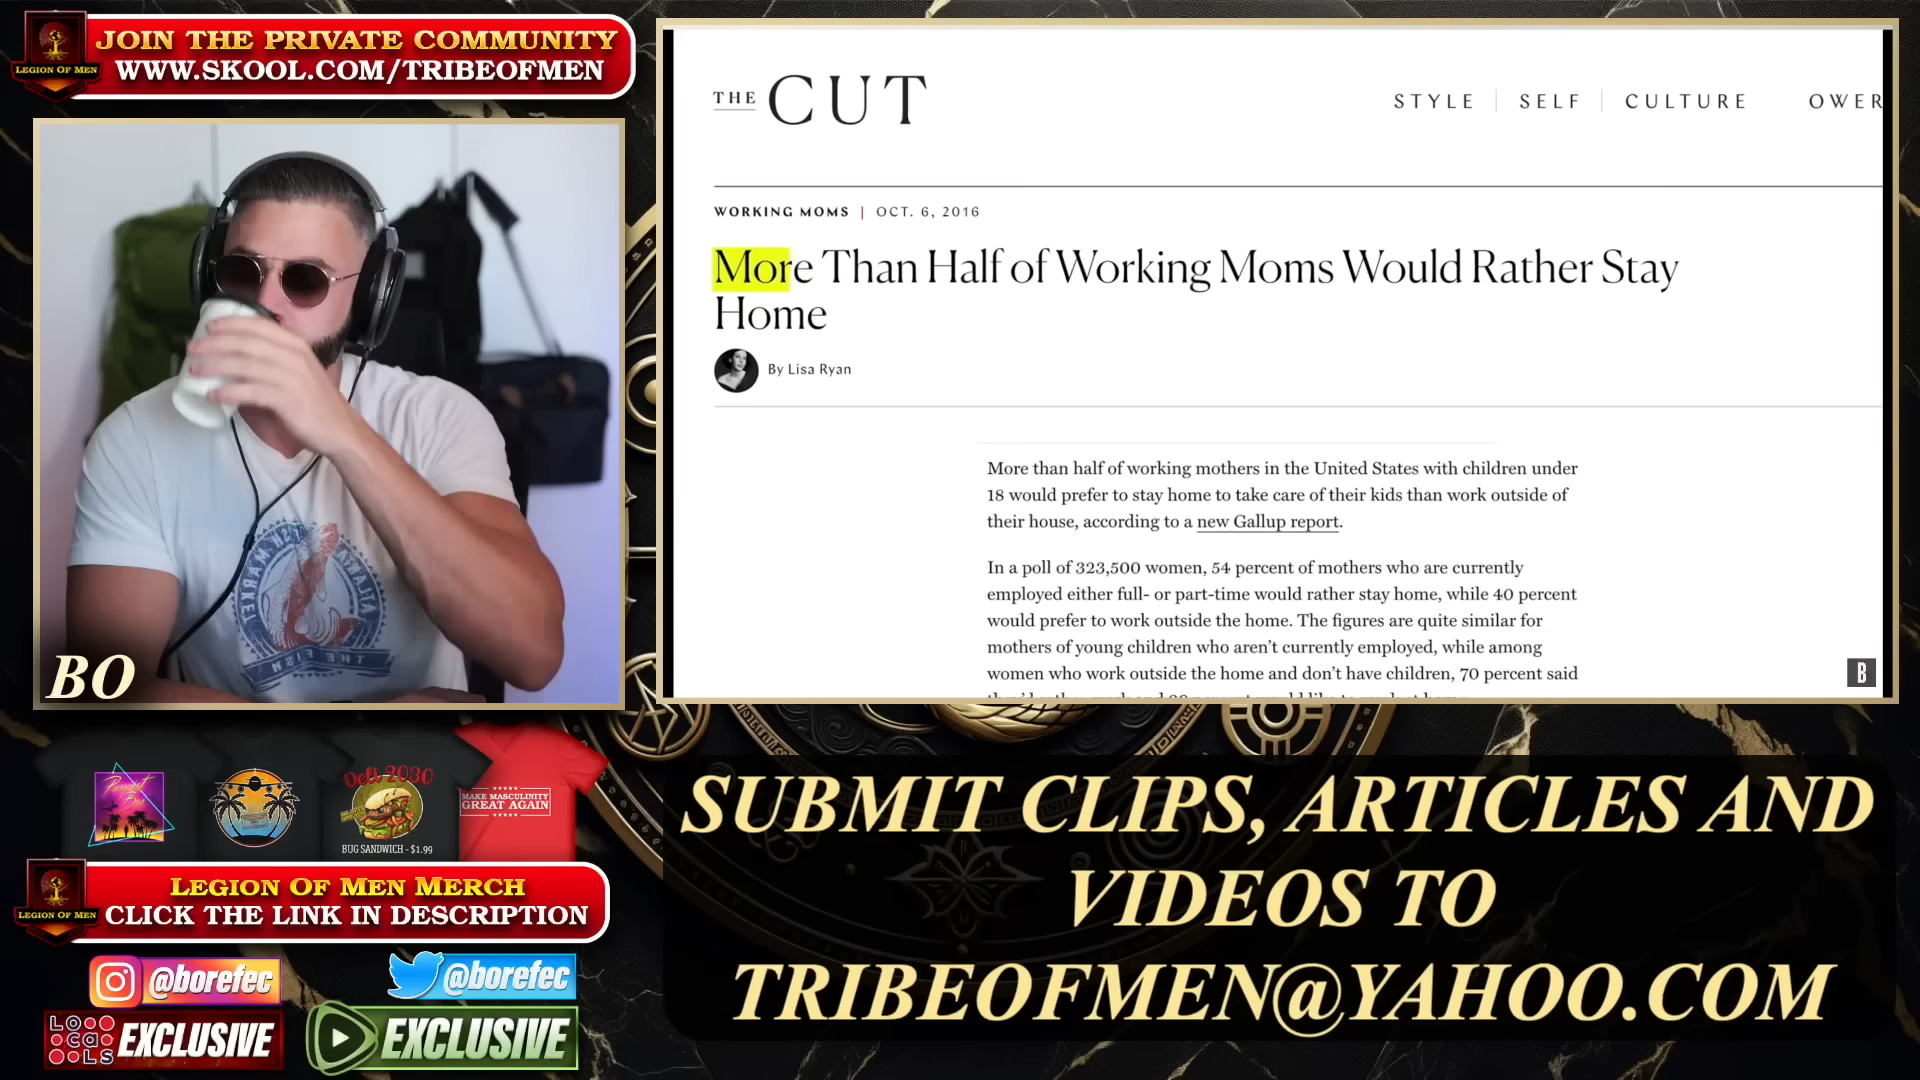 JOIN THE PRIVATE COMMUNITY
WWW.SKOOL.COM/TRIBEOFMEN
LEGION OF MEN
BO
THE FISH
THE CUT
STYLE | SELF | CULTURE OWER
WORKING MOMS | OCT. 6, 2016
More Than Half of Working Moms Would Rather Stay
Home
By Lisa Ryan
More than half of working mothers in the United States with children under
18 would prefer to stay home to take care of their kids than work outside of
their house, according to a new Gallup report.
In a poll of 323,500 women, 54 percent of mothers who are currently
employed either full- or part-time would rather stay home, while 40 percent
would prefer to work outside the home. The figures are quite similar for
mothers of young children who aren't currently employed, while among
women who work outside the home and don't have children, 70 percent said
B
Deli 2030
BUG SANDWICH - $1.99
MAKE MASCULINITY
GREAT AGAIN
LEGION OF MEN MERCH
CLICK THE LINK IN DESCRIPTION
LEGION OF MEN
@borefec
@borefec
LOcaLS EXCLUSIVE
EXCLUSIVE
SUBMIT CLIPS, ARTICLES AND
VIDEOS TO
TRIBEOFMEN@YAHOO.COM